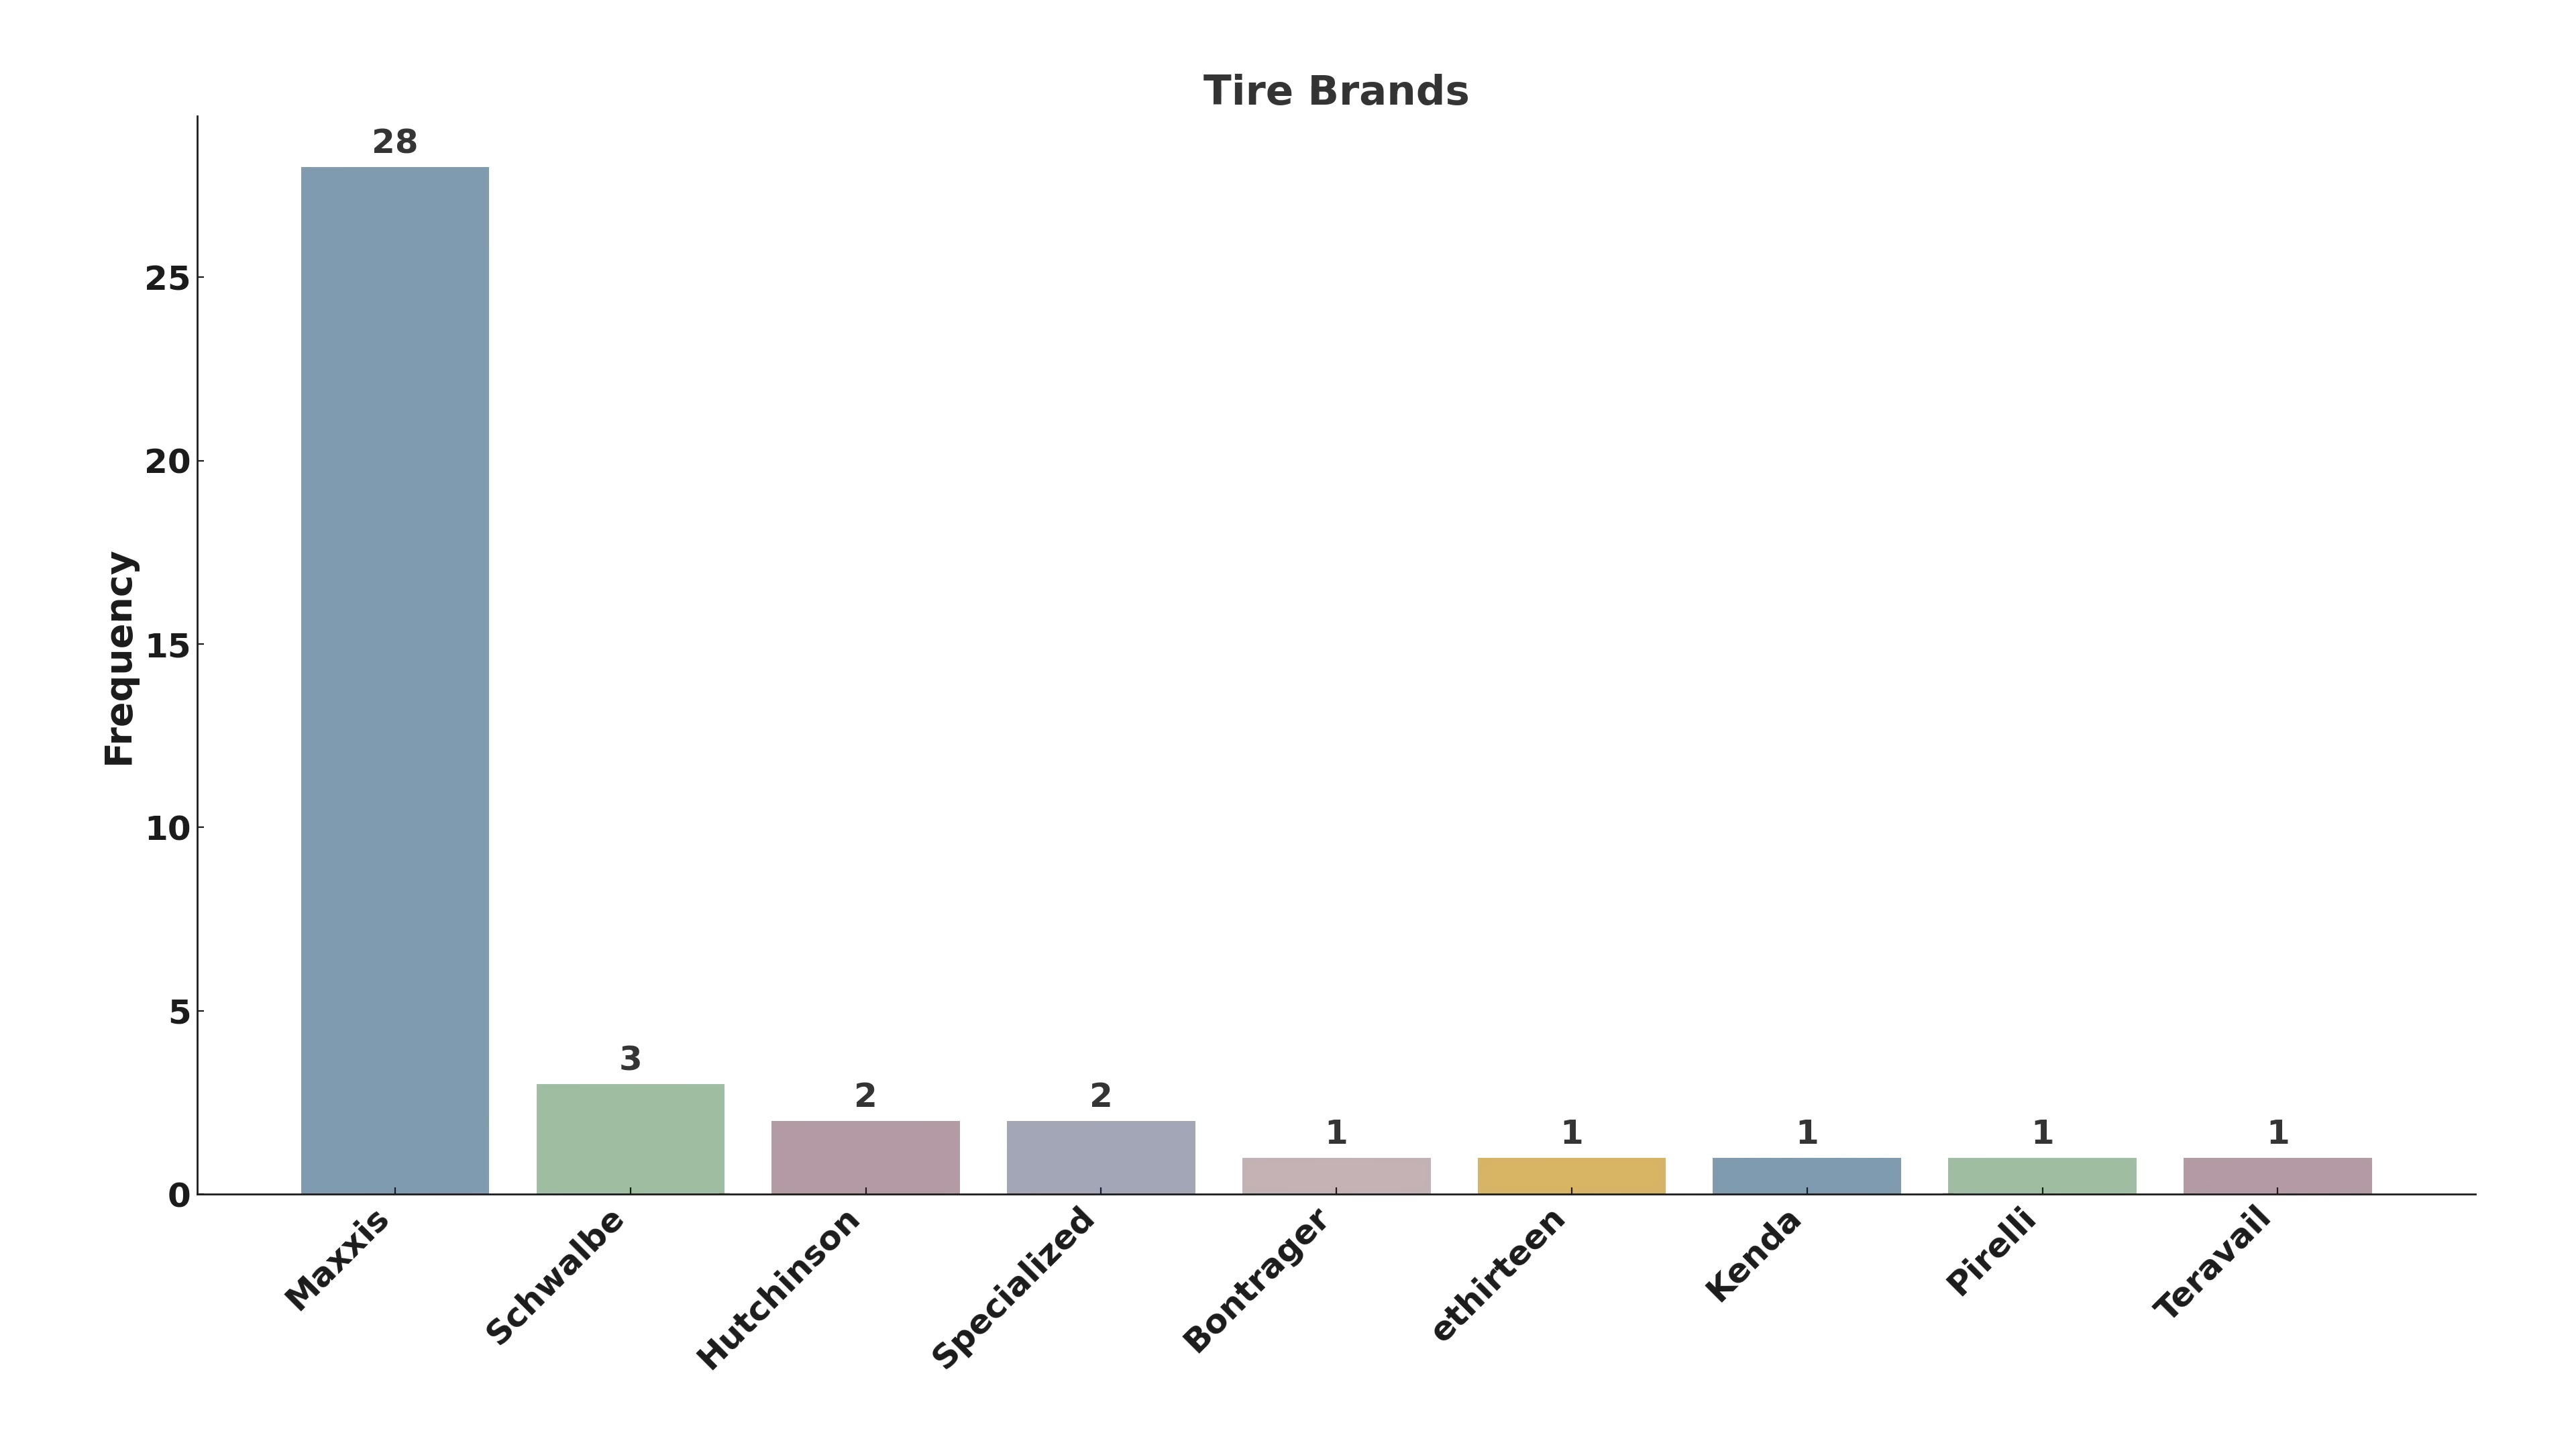 Tire Brands
Frequency
28
3
2
2
1
1
1
1
1
25
20
15
10
5
0
Maxxis
Schwalbe
Hutchinson
Specialized
Bontrager
ethirteen
Kenda
Pirelli
Teravail